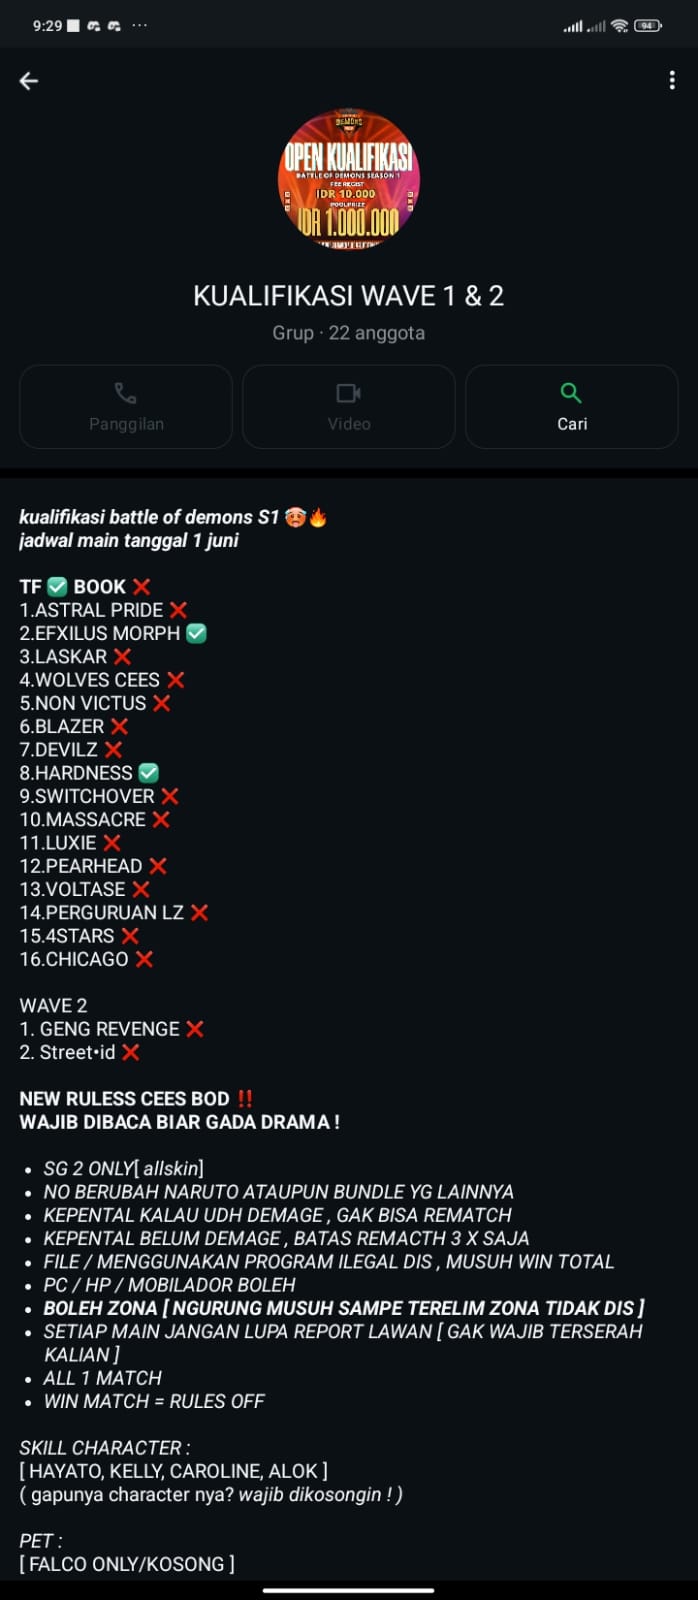 9:29
94
DEMONS
OPEN KUALIFIKASI
BATTLE OF DEMONS SEASON 1
FEE REGIST
IDR 10.000
POOLPRIZE
IDR 1.000.000
KUALIFIKASI WAVE 1 & 2
Grup · 22 anggota
Panggilan
Video
Cari
kualifikasi battle of demons S1 🥵🔥
jadwal main tanggal 1 juni
TF ✅ BOOK ❌
1.ASTRAL PRIDE ❌
2.EFXILUS MORPH ✅
3.LASKAR ❌
4.WOLVES CEES ❌
5.NON VICTUS ❌
6.BLAZER ❌
7.DEVILZ ❌
8.HARDNESS ✅
9.SWITCHOVER ❌
10.MASSACRE ❌
11.LUXIE ❌
12.PEARHEAD ❌
13.VOLTASE ❌
14.PERGURUAN LZ ❌
15.4STARS ❌
16.CHICAGO ❌
WAVE 2
1. GENG REVENGE ❌
2. Street•id ❌
NEW RULESS CEES BOD ‼️
WAJIB DIBACA BIAR GADA DRAMA !
• SG 2 ONLY[ allskin]
• NO BERUBAH NARUTO ATAUPUN BUNDLE YG LAINNYA
• KEPENTAL KALAU UDH DEMAGE , GAK BISA REMATCH
• KEPENTAL BELUM DEMAGE , BATAS REMACTH 3 X SAJA
• FILE / MENGGUNAKAN PROGRAM ILEGAL DIS , MUSUH WIN TOTAL
• PC / HP / MOBILADOR BOLEH
• BOLEH ZONA [ NGURUNG MUSUH SAMPE TERELIM ZONA TIDAK DIS ]
• SETIAP MAIN JANGAN LUPA REPORT LAWAN [ GAK WAJIB TERSERAH
KALIAN ]
• ALL 1 MATCH
• WIN MATCH = RULES OFF
SKILL CHARACTER :
[ HAYATO, KELLY, CAROLINE, ALOK ]
( gapunya character nya? wajib dikosongin ! )
PET :
[ FALCO ONLY/KOSONG ]